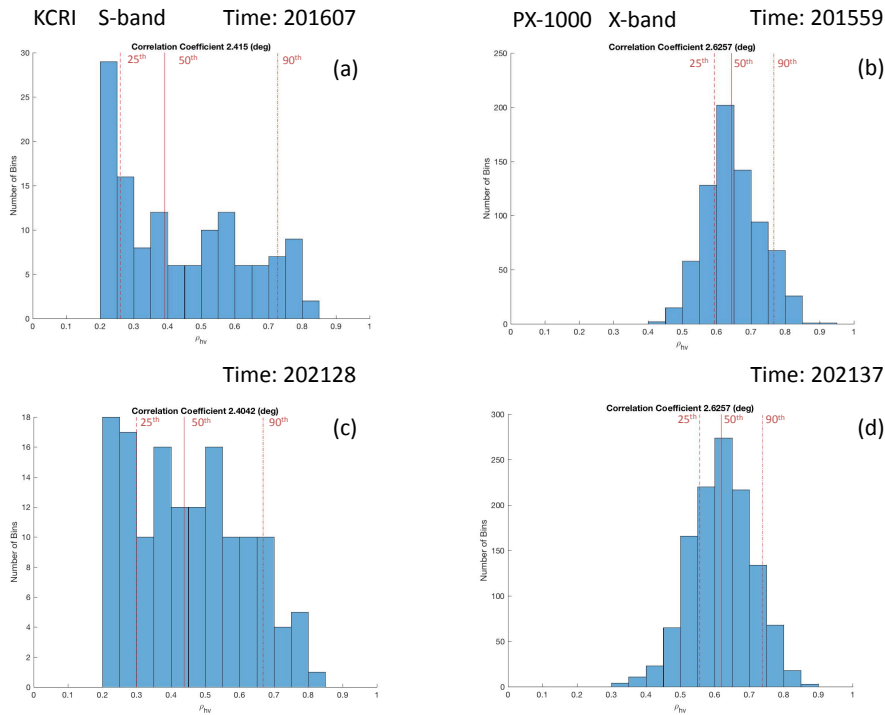 KCRI S-band Time: 201607
Correlation Coefficient 2.415 (deg)
25th 50th 90th
(a)
30
25
20
15
10
5
0
Number of Bins
0 0.1 0.2 0.3 0.4 0.5 0.6 0.7 0.8 0.9 1
ρhv
PX-1000 X-band Time: 201559
Correlation Coefficient 2.6257 (deg)
25th 50th 90th
(b)
250
200
150
100
50
0
Number of Bins
0 0.1 0.2 0.3 0.4 0.5 0.6 0.7 0.8 0.9 1
ρhv
Time: 202128
Correlation Coefficient 2.4042 (deg)
25th 50th 90th
(c)
18
16
14
12
10
8
6
4
2
0
Number of Bins
0 0.1 0.2 0.3 0.4 0.5 0.6 0.7 0.8 0.9 1
ρhv
Time: 202137
Correlation Coefficient 2.6257 (deg)
25th 50th 90th
(d)
300
250
200
150
100
50
0
Number of Bins
0 0.1 0.2 0.3 0.4 0.5 0.6 0.7 0.8 0.9 1
ρhv